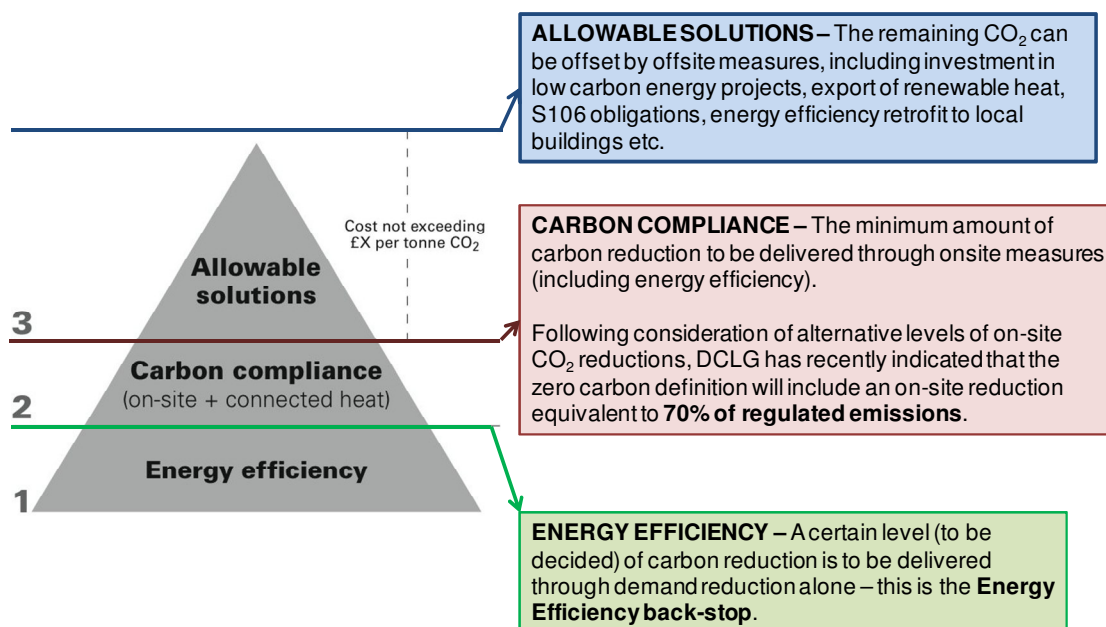 ALLOWABLE SOLUTIONS – The remaining CO₂ can
be offset by offsite measures, including investment in
low carbon energy projects, export of renewable heat,
S106 obligations, energy efficiency retrofit to local
buildings etc.
Cost not exceeding
£X per tonne CO₂
Allowable
solutions
3
CARBON COMPLIANCE – The minimum amount of
carbon reduction to be delivered through onsite measures
(including energy efficiency).
Following consideration of alternative levels of on-site
CO₂ reductions, DCLG has recently indicated that the
zero carbon definition will include an on-site reduction
equivalent to 70% of regulated emissions.
Carbon compliance
(on-site + connected heat)
2
Energy efficiency
1
ENERGY EFFICIENCY – A certain level (to be
decided) of carbon reduction is to be delivered
through demand reduction alone – this is the Energy
Efficiency back-stop.